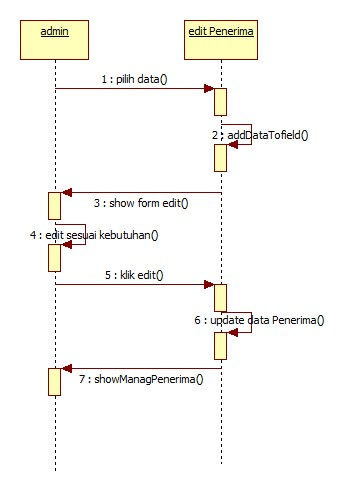 admin
edit Penerima
1 : pilih data()
2 : addDataTofield()
3 : show form edit()
4 : edit sesuai kebutuhan()
5 : klik edit()
6 : update data Penerima()
7 : showManagPenerima()